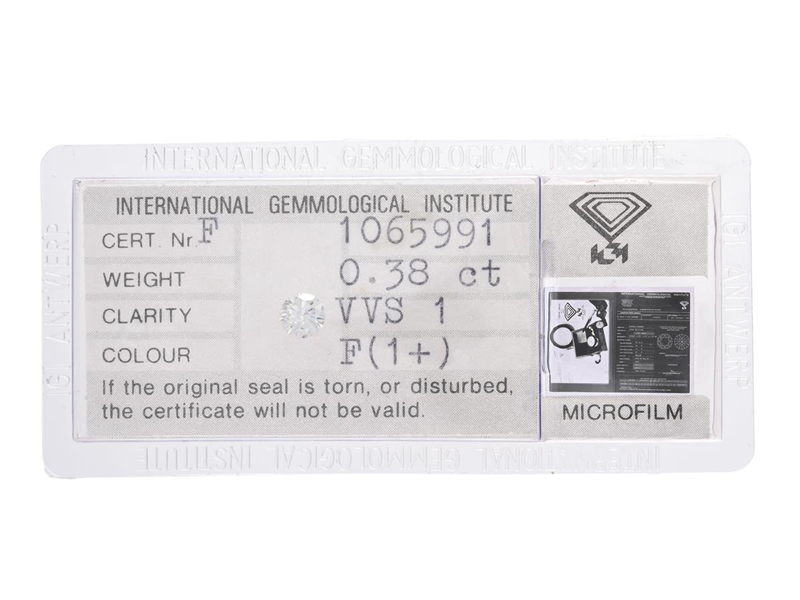 INTERNATIONAL GEMMOLOGICAL INSTITUTE
INTERNATIONAL GEMMOLOGICAL INSTITUTE
CERT. Nr. F 1065991
WEIGHT 0.38 ct
CLARITY VVS 1
COLOUR F(1+)
If the original seal is torn, or disturbed,
the certificate will not be valid.
MICROFILM
IGI ANTWERP
IGI ANTWERP
INTERNATIONAL GEMMOLOGICAL INSTITUTE